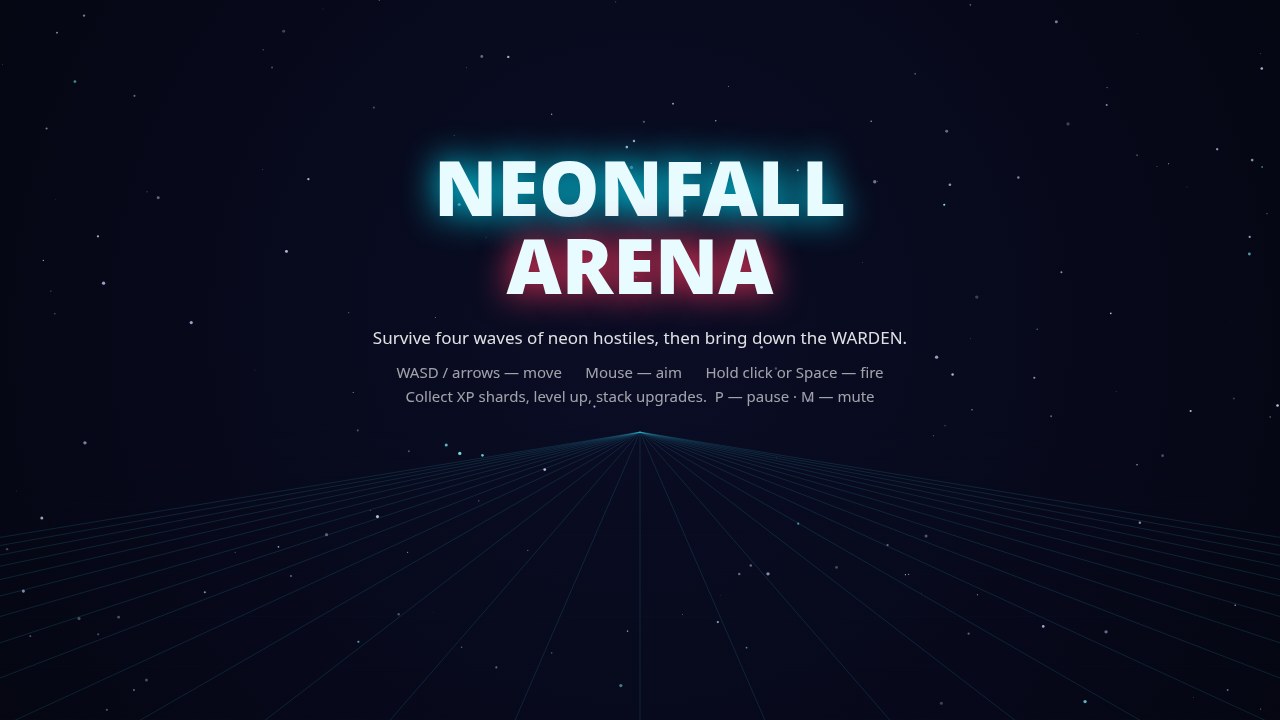 NEONFALL
ARENA
Survive four waves of neon hostiles, then bring down the WARDEN.
WASD / arrows — move Mouse — aim Hold click or Space — fire
Collect XP shards, level up, stack upgrades. P — pause · M — mute